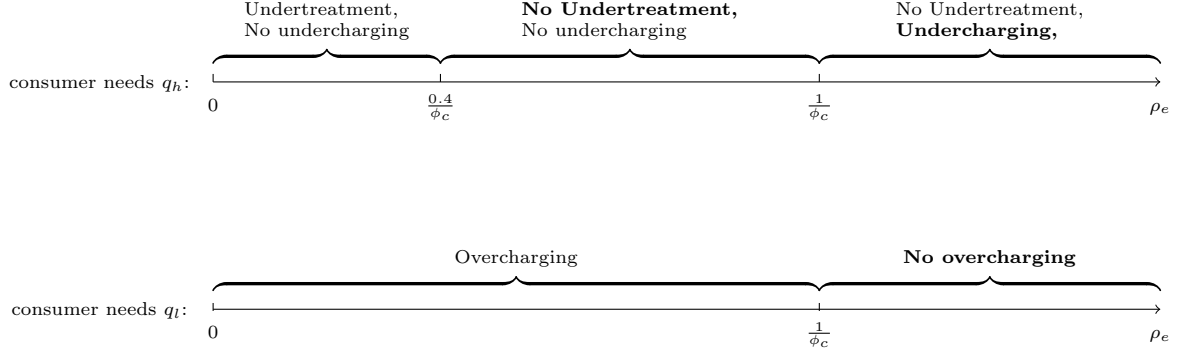 Undertreatment,
No undercharging
No Undertreatment,
No undercharging
No Undertreatment,
Undercharging,
consumer needs q_h:
0
0.4/ϕ_c
1/ϕ_c
ρ_e
Overcharging
No overcharging
consumer needs q_l:
0
1/ϕ_c
ρ_e